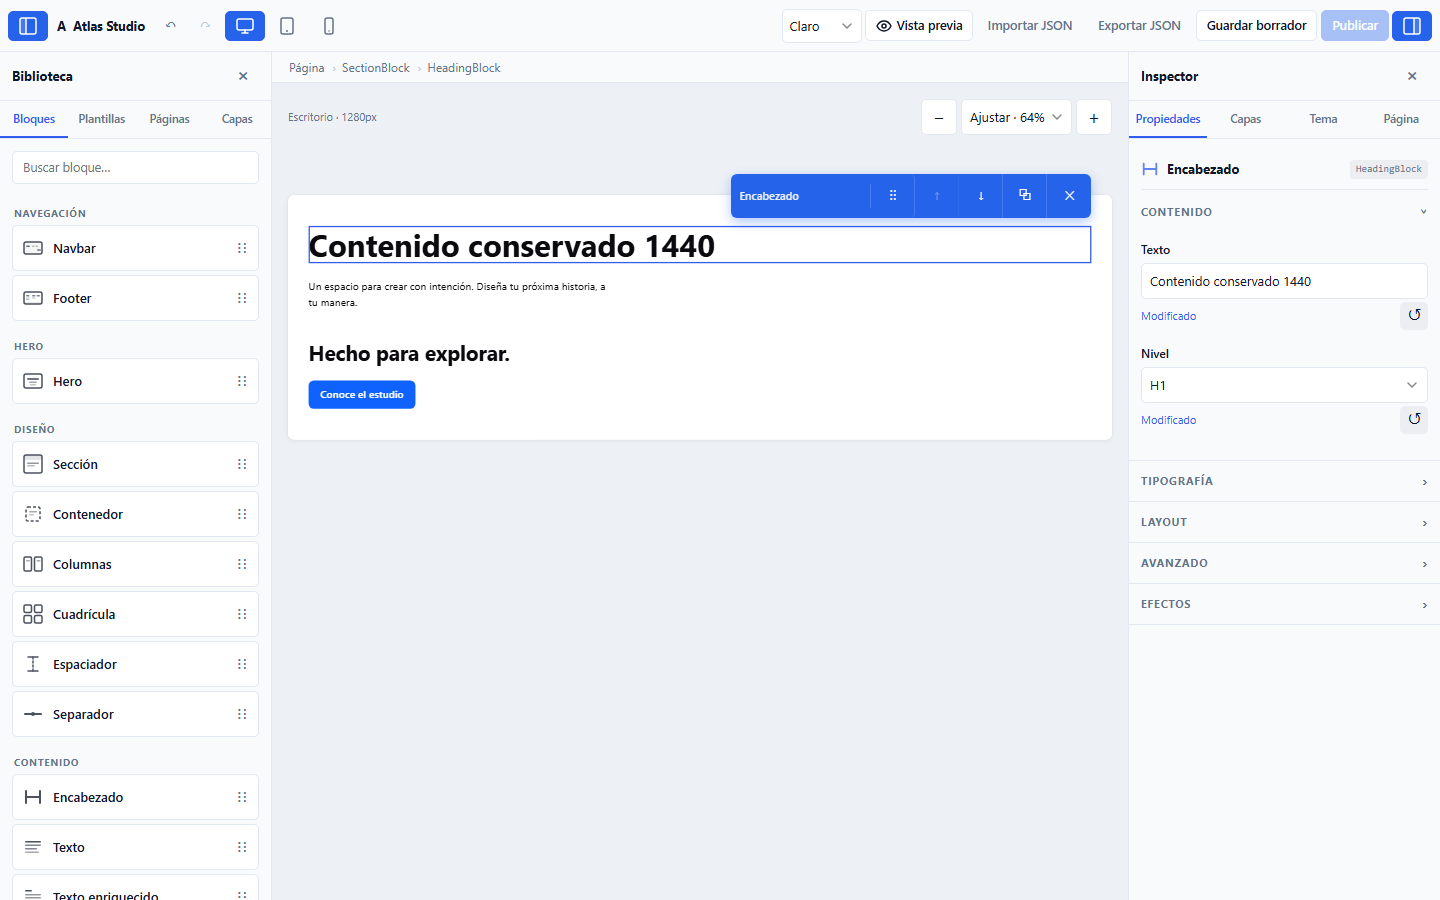 A Atlas Studio
Claro
Vista previa
Importar JSON
Exportar JSON
Guardar borrador
Publicar
Biblioteca
Bloques
Plantillas
Páginas
Capas
Buscar bloque...
NAVEGACIÓN
Navbar
Footer
HERO
Hero
DISEÑO
Sección
Contenedor
Columnas
Cuadrícula
Espaciador
Separador
CONTENIDO
Encabezado
Texto
Texto enriquecido
Página › SectionBlock › HeadingBlock
Escritorio · 1280px
Ajustar · 64%
Encabezado
Contenido conservado 1440
Un espacio para crear con intención. Diseña tu próxima historia, a
tu manera.
Hecho para explorar.
Conoce el estudio
Inspector
Propiedades
Capas
Tema
Página
Encabezado
HeadingBlock
CONTENIDO
Texto
Contenido conservado 1440
Modificado
Nivel
H1
Modificado
TIPOGRAFÍA
LAYOUT
AVANZADO
EFECTOS